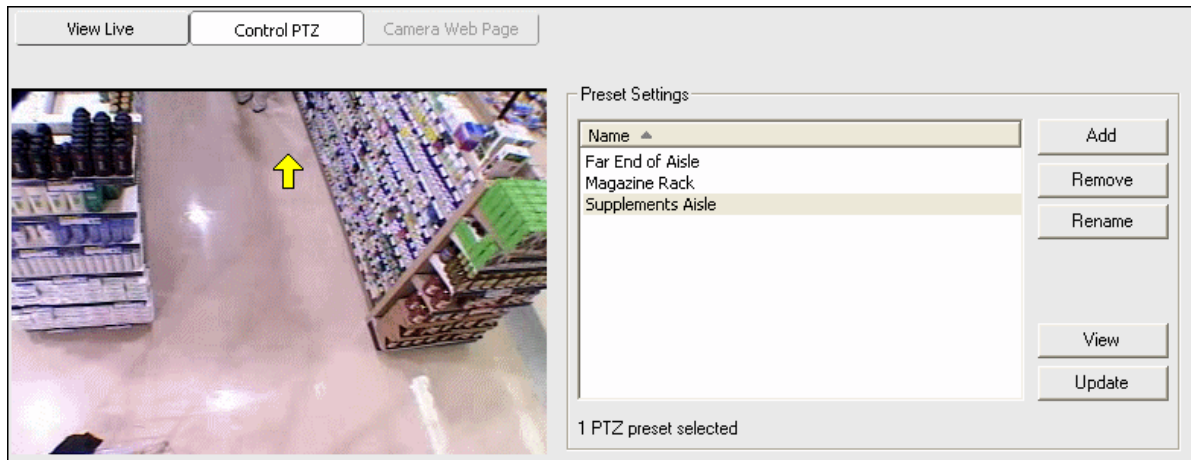 View Live
Control PTZ
Camera Web Page
Preset Settings
Name
Far End of Aisle
Magazine Rack
Supplements Aisle
Add
Remove
Rename
View
Update
1 PTZ preset selected